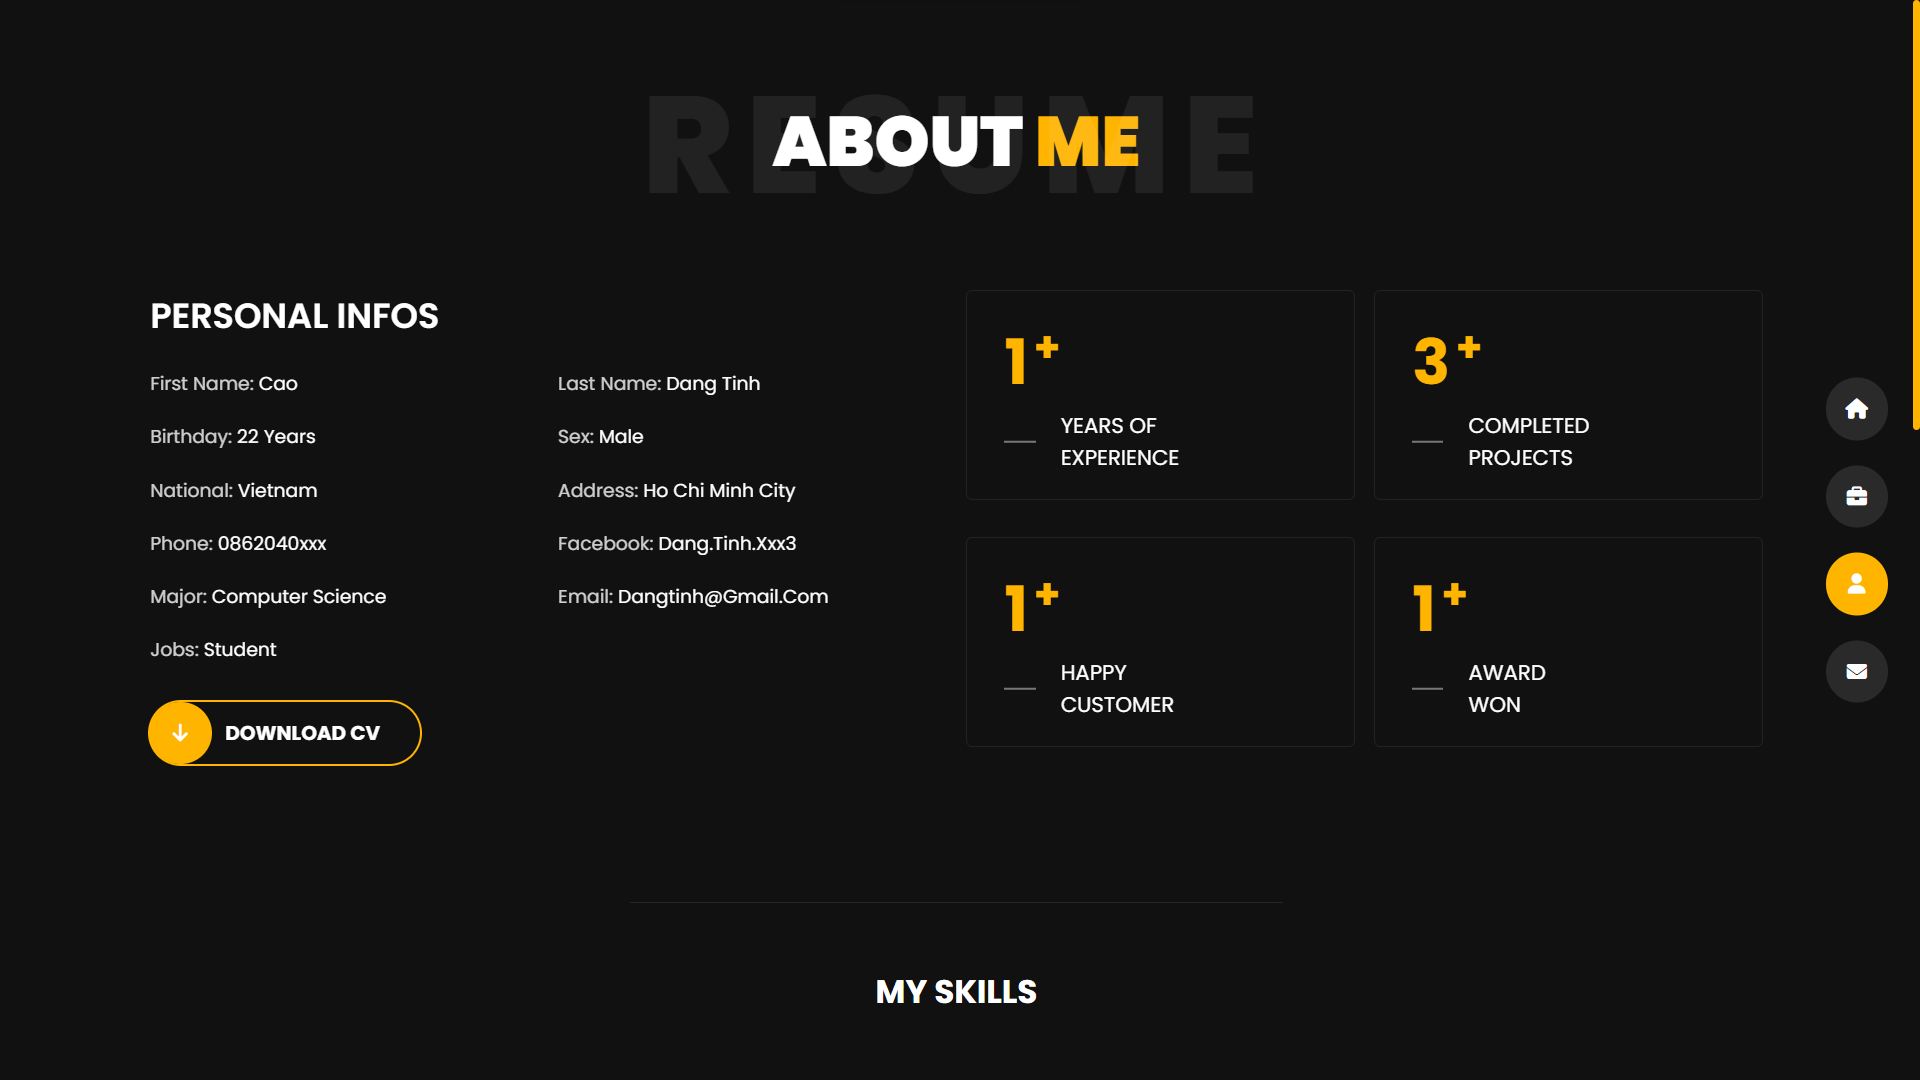 RESUME
ABOUT ME
PERSONAL INFOS
First Name: Cao
Last Name: Dang Tinh
Birthday: 22 Years
Sex: Male
National: Vietnam
Address: Ho Chi Minh City
Phone: 0862040xxx
Facebook: Dang.Tinh.Xxx3
Major: Computer Science
Email: Dangtinh@Gmail.Com
Jobs: Student
DOWNLOAD CV
1+
YEARS OF
EXPERIENCE
3+
COMPLETED
PROJECTS
1+
HAPPY
CUSTOMER
1+
AWARD
WON
MY SKILLS